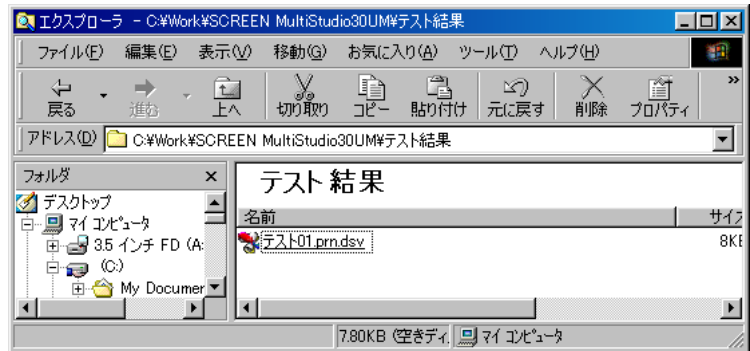 エクスプローラ - C:¥Work¥SCREEN MultiStudio30UM¥テスト結果
ファイル(F) 編集(E) 表示(V) 移動(G) お気に入り(A) ツール(T) ヘルプ(H)
戻る 進む 上へ 切り取り コピー 貼り付け 元に戻す 削除 プロパティ »
アドレス(D) C:¥Work¥SCREEN MultiStudio30UM¥テスト結果
フォルダ ×
デスクトップ
マイ コンピュータ
3.5 インチ FD (A:
(C:)
My Documer
テスト結果
名前 サイズ
テスト01.prn.dsv 8KB
7.80KB (空きディ. マイ コンピュータ